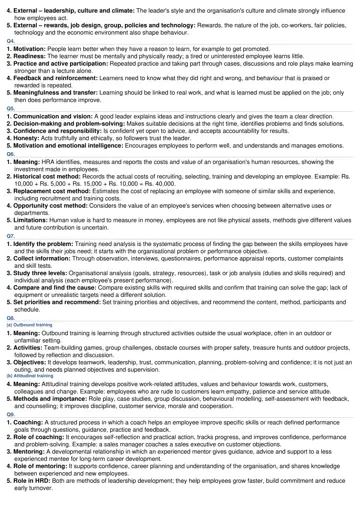 4. External – leadership, culture and climate: The leader's style and the organisation's culture and climate strongly influence
how employees act.
5. External – rewards, job design, group, policies and technology: Rewards, the nature of the job, co-workers, fair policies,
technology and the economic environment also shape behaviour.
Q4.
1. Motivation: People learn better when they have a reason to learn, for example to get promoted.
2. Readiness: The learner must be mentally and physically ready; a tired or uninterested employee learns little.
3. Practice and active participation: Repeated practice and taking part through cases, discussions and role plays make learning
stronger than a lecture alone.
4. Feedback and reinforcement: Learners need to know what they did right and wrong, and behaviour that is praised or
rewarded is repeated.
5. Meaningfulness and transfer: Learning should be linked to real work, and what is learned must be applied on the job; only
then does performance improve.
Q5.
1. Communication and vision: A good leader explains ideas and instructions clearly and gives the team a clear direction.
2. Decision-making and problem-solving: Makes suitable decisions at the right time, identifies problems and finds solutions.
3. Confidence and responsibility: Is confident yet open to advice, and accepts accountability for results.
4. Honesty: Acts truthfully and ethically, so followers trust the leader.
5. Motivation and emotional intelligence: Encourages employees to perform well, and understands and manages emotions.
Q6.
1. Meaning: HRA identifies, measures and reports the costs and value of an organisation's human resources, showing the
investment made in employees.
2. Historical cost method: Records the actual costs of recruiting, selecting, training and developing an employee. Example: Rs.
10,000 + Rs. 5,000 + Rs. 15,000 + Rs. 10,000 = Rs. 40,000.
3. Replacement cost method: Estimates the cost of replacing an employee with someone of similar skills and experience,
including recruitment and training costs.
4. Opportunity cost method: Considers the value of an employee's services when choosing between alternative uses or
departments.
5. Limitations: Human value is hard to measure in money, employees are not like physical assets, methods give different values
and future contribution is uncertain.
Q7.
1. Identify the problem: Training need analysis is the systematic process of finding the gap between the skills employees have
and the skills their jobs need; it starts with the organisational problem or performance objective.
2. Collect information: Through observation, interviews, questionnaires, performance appraisal reports, customer complaints
and skill tests.
3. Study three levels: Organisational analysis (goals, strategy, resources), task or job analysis (duties and skills required) and
individual analysis (each employee's present performance).
4. Compare and find the cause: Compare existing skills with required skills and confirm that training can solve the gap; lack of
equipment or unrealistic targets need a different solution.
5. Set priorities and recommend: Set training priorities and objectives, and recommend the content, method, participants and
schedule.
Q8.
(a) Outbound training
1. Meaning: Outbound training is learning through structured activities outside the usual workplace, often in an outdoor or
unfamiliar setting.
2. Activities: Team-building games, group challenges, obstacle courses with proper safety, treasure hunts and outdoor projects,
followed by reflection and discussion.
3. Objectives: It develops teamwork, leadership, trust, communication, planning, problem-solving and confidence; it is not just an
outing, and needs planned objectives and supervision.
(b) Attitudinal training
4. Meaning: Attitudinal training develops positive work-related attitudes, values and behaviour towards work, customers,
colleagues and change. Example: employees who are rude to customers learn empathy, patience and service attitude.
5. Methods and importance: Role play, case studies, group discussion, behavioural modelling, self-assessment with feedback,
and counselling; it improves discipline, customer service, morale and cooperation.
Q9.
1. Coaching: A structured process in which a coach helps an employee improve specific skills or reach defined performance
goals through questions, guidance, practice and feedback.
2. Role of coaching: It encourages self-reflection and practical action, tracks progress, and improves confidence, performance
and problem-solving. Example: a sales manager coaches a sales executive on customer objections.
3. Mentoring: A developmental relationship in which an experienced mentor gives guidance, advice and support to a less
experienced mentee for long-term career development.
4. Role of mentoring: It supports confidence, career planning and understanding of the organisation, and shares knowledge
between experienced and new employees.
5. Role in HRD: Both are methods of leadership development; they help employees grow faster, build commitment and reduce
early turnover.